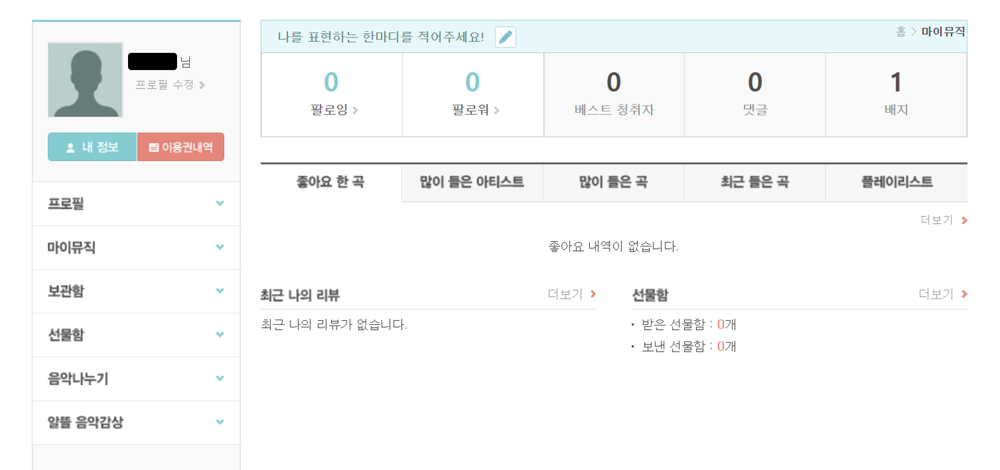 님
프로필 수정
내 정보
이용권내역
프로필
마이뮤직
보관함
선물함
음악나누기
알뜰 음악감상
나를 표현하는 한마디를 적어주세요!
홈 > 마이뮤직
0
팔로잉
0
팔로워
0
베스트 청취자
0
댓글
1
배지
좋아요 한 곡
많이 들은 아티스트
많이 들은 곡
최근 들은 곡
플레이리스트
더보기
좋아요 내역이 없습니다.
최근 나의 리뷰
더보기
최근 나의 리뷰가 없습니다.
선물함
더보기
· 받은 선물함 : 0개
· 보낸 선물함 : 0개